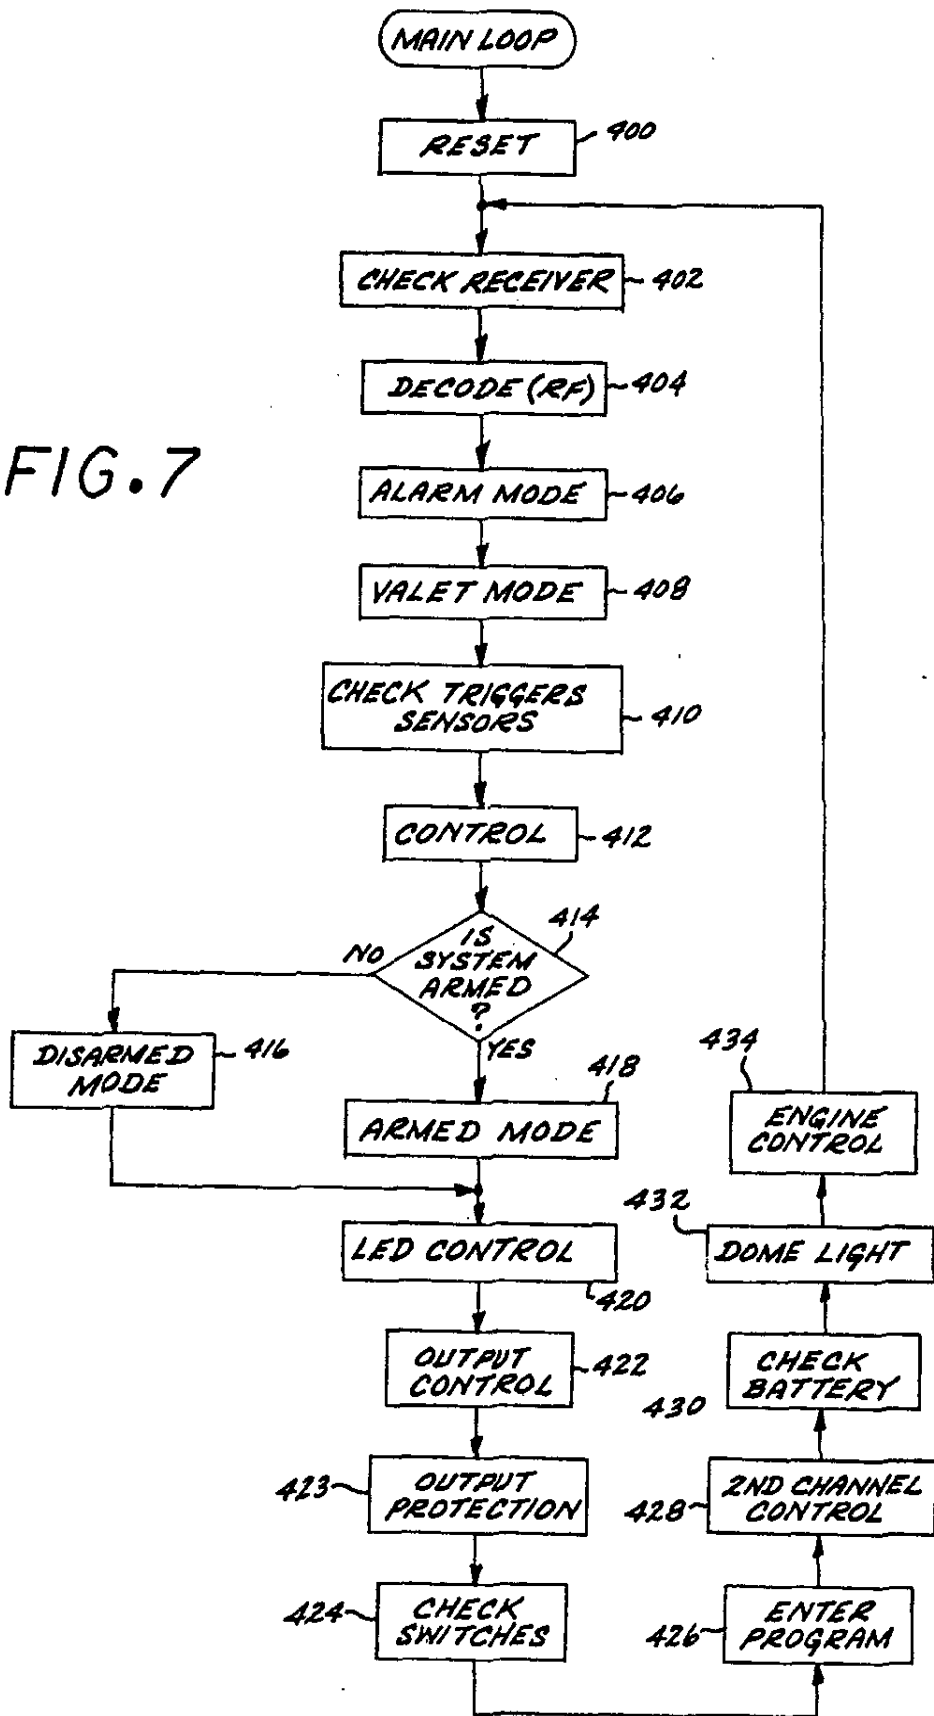 MAIN LOOP
RESET
400
CHECK RECEIVER
402
DECODE (RF)
404
FIG. 7
ALARM MODE
406
VALET MODE
408
CHECK TRIGGERS
SENSORS
410
CONTROL
412
IS
SYSTEM
ARMED
?
414
NO
YES
DISARMED
MODE
416
ARMED MODE
418
LED CONTROL
420
OUTPUT
CONTROL
422
OUTPUT
PROTECTION
423
CHECK
SWITCHES
424
ENTER
PROGRAM
426
2ND CHANNEL
CONTROL
428
CHECK
BATTERY
430
DOME LIGHT
432
ENGINE
CONTROL
434